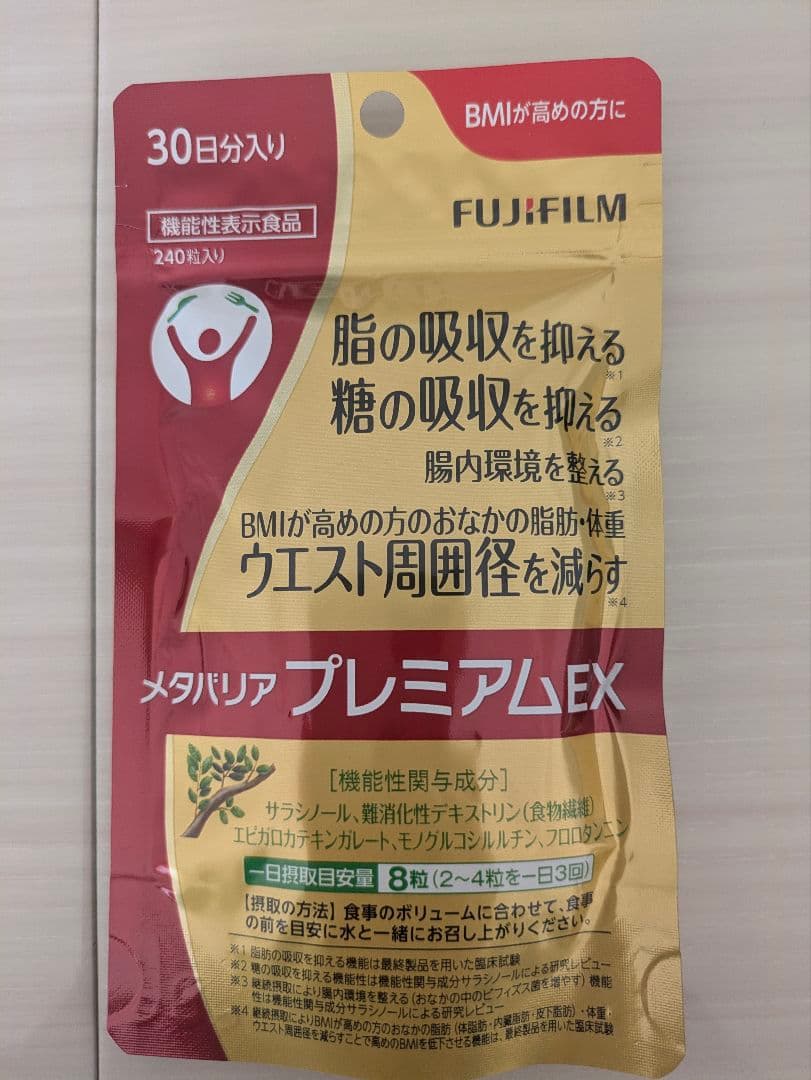 30日分入り
BMIが高めの方に
FUJIFILM
機能性表示食品
240粒入り
脂の吸収を抑える
※1
糖の吸収を抑える
※2
腸内環境を整える
※3
BMIが高めの方のおなかの脂肪・体重
ウエスト周囲径を減らす
※4
メタバリア プレミアムEX
[機能性関与成分]
サラシノール、難消化性デキストリン(食物繊維)
エピガロカテキンガレート、モノグルコシルルチン、フロロタンニン
一日摂取目安量 8粒(2〜4粒を一日3回)
【摂取の方法】食事のボリュームに合わせて、食事
の前を目安に水と一緒にお召し上がりください。
※1 脂肪の吸収を抑える機能は最終製品を用いた臨床試験
※2 糖の吸収を抑える機能性は機能性関与成分サラシノールによる研究レビュー
※3 継続摂取により腸内環境を整える(おなかの中のビフィズス菌を増やす)機能
性は機能性関与成分サラシノールによる研究レビュー
※4 継続摂取によりBMIが高めの方のおなかの脂肪(体脂肪・内臓脂肪・皮下脂肪)・体重・
ウエスト周囲径を減らすことで高めのBMIを低下させる機能は、最終製品を用いた臨床試験